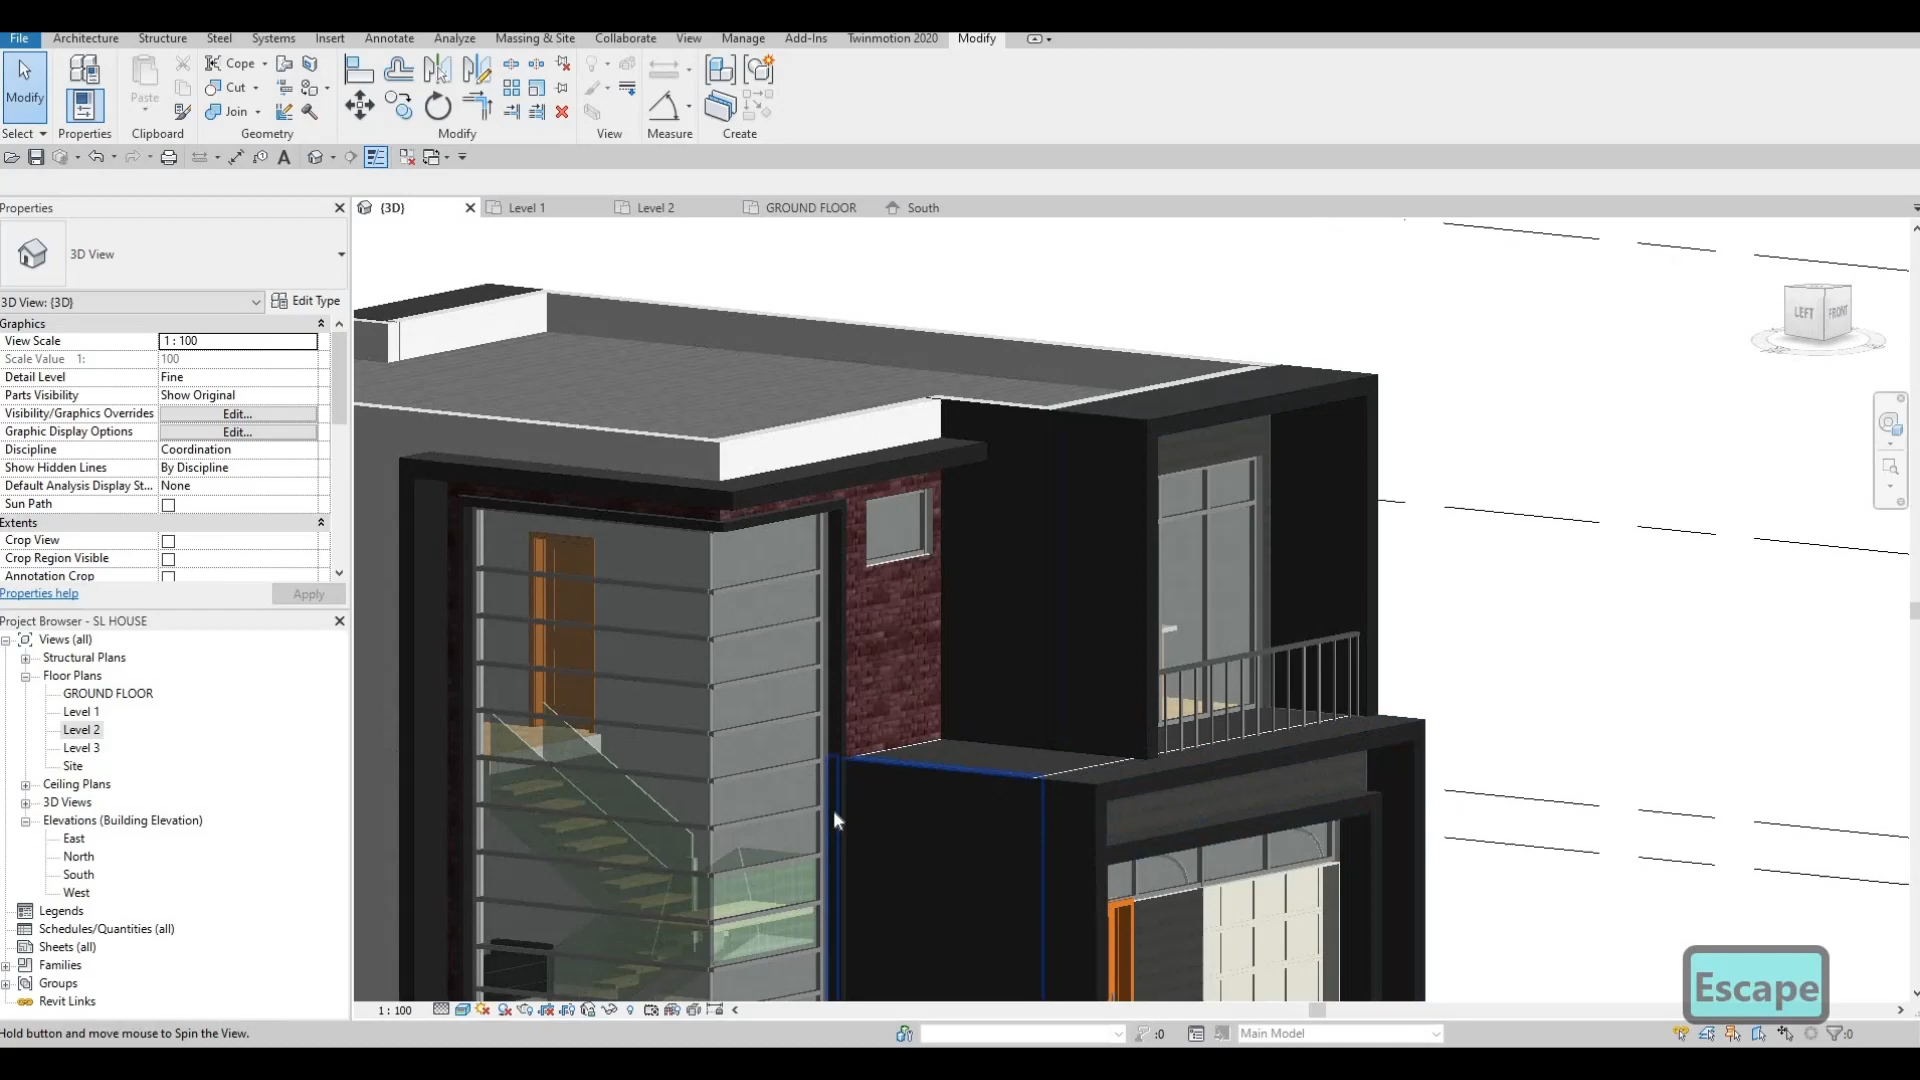 File Architecture Structure Steel Systems Insert Annotate Analyze Massing & Site Collaborate View Manage Add-Ins Twinmotion 2020 Modify
Modify Paste Cope Cut Join
Select Properties Clipboard Geometry Modify View Measure Create
Properties
{3D} Level 1 Level 2 GROUND FLOOR South
3D View
3D View: {3D} Edit Type
Graphics
View Scale 1 : 100
Scale Value 1: 100
Detail Level Fine
Parts Visibility Show Original
Visibility/Graphics Overrides Edit...
Graphic Display Options Edit...
Discipline Coordination
Show Hidden Lines By Discipline
Default Analysis Display St... None
Sun Path
Extents
Crop View
Crop Region Visible
Annotation Crop
Properties help Apply
Project Browser - SL HOUSE
Views (all)
Structural Plans
Floor Plans
GROUND FLOOR
Level 1
Level 2
Level 3
Site
Ceiling Plans
3D Views
Elevations (Building Elevation)
East
North
South
West
Legends
Schedules/Quantities (all)
Sheets (all)
Families
Groups
Revit Links
LEFT FRONT
Escape
1 : 100
Hold button and move mouse to Spin the View.
:0 Main Model :0